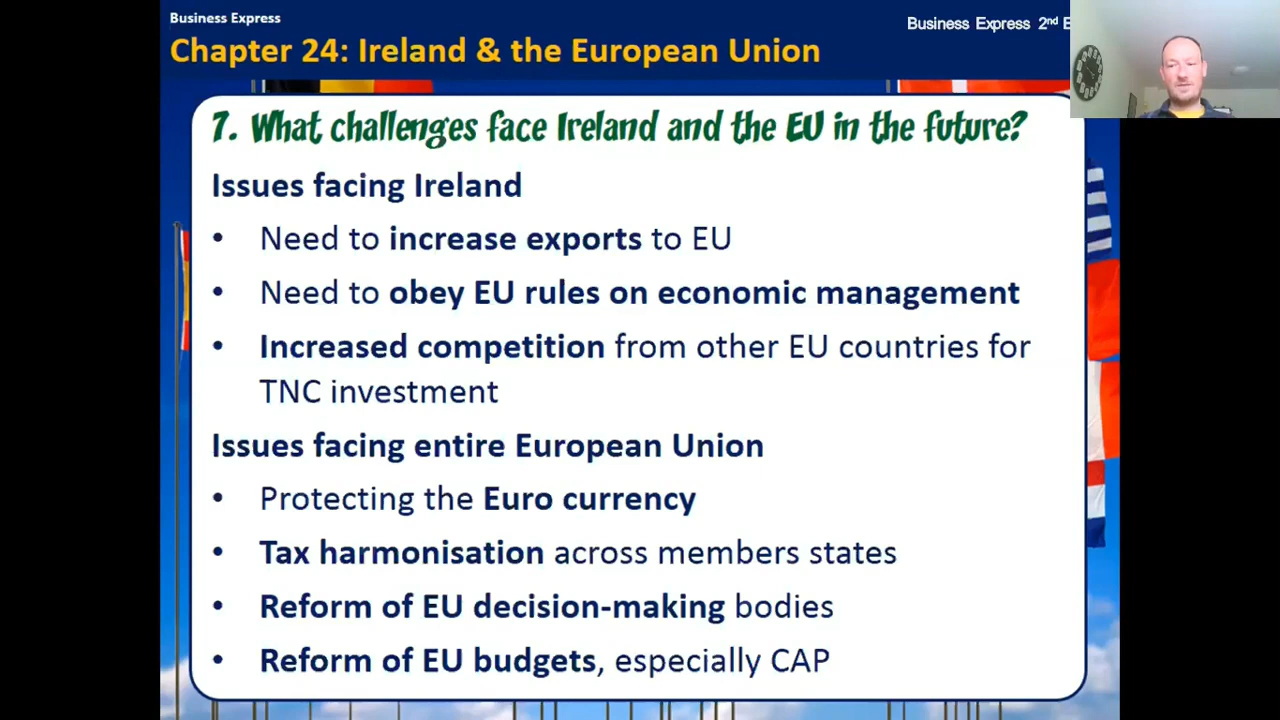 Business Express
Business Express 2nd E
Chapter 24: Ireland & the European Union
7. What challenges face Ireland and the EU in the future?
Issues facing Ireland
• Need to increase exports to EU
• Need to obey EU rules on economic management
• Increased competition from other EU countries for
TNC investment
Issues facing entire European Union
• Protecting the Euro currency
• Tax harmonisation across members states
• Reform of EU decision-making bodies
• Reform of EU budgets, especially CAP